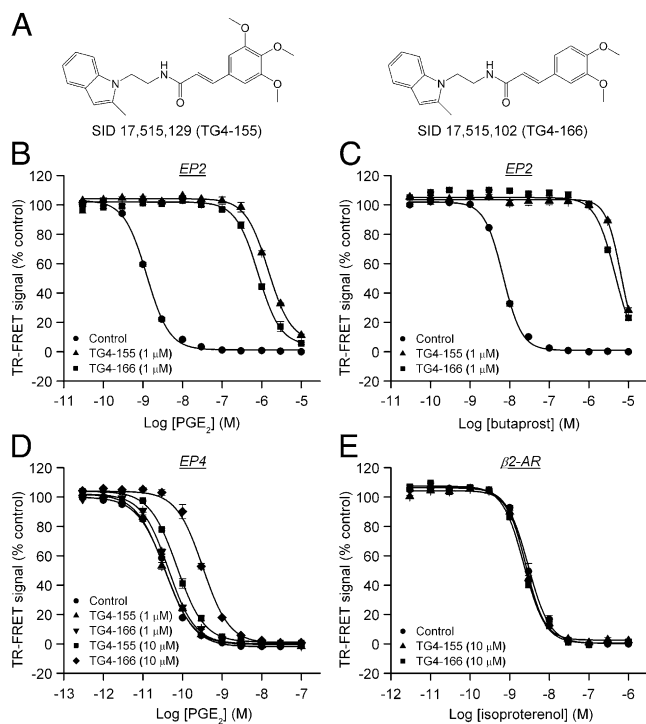 A
N
NH
O
O
O
O
N
NH
O
O
O
SID 17,515,129 (TG4-155)
SID 17,515,102 (TG4-166)
B
EP2
TR-FRET signal (% control)
120
100
80
60
40
20
0
-20
Control
TG4-155 (1 μM)
TG4-166 (1 μM)
-11 -10 -9 -8 -7 -6 -5
Log [PGE2] (M)
C
EP2
TR-FRET signal (% control)
120
100
80
60
40
20
0
-20
Control
TG4-155 (1 μM)
TG4-166 (1 μM)
-11 -10 -9 -8 -7 -6 -5
Log [butaprost] (M)
D
EP4
TR-FRET signal (% control)
120
100
80
60
40
20
0
-20
Control
TG4-155 (1 μM)
TG4-166 (1 μM)
TG4-155 (10 μM)
TG4-166 (10 μM)
-13 -12 -11 -10 -9 -8 -7
Log [PGE2] (M)
E
β2-AR
TR-FRET signal (% control)
120
100
80
60
40
20
0
-20
Control
TG4-155 (10 μM)
TG4-166 (10 μM)
-12 -11 -10 -9 -8 -7 -6
Log [isoproterenol] (M)